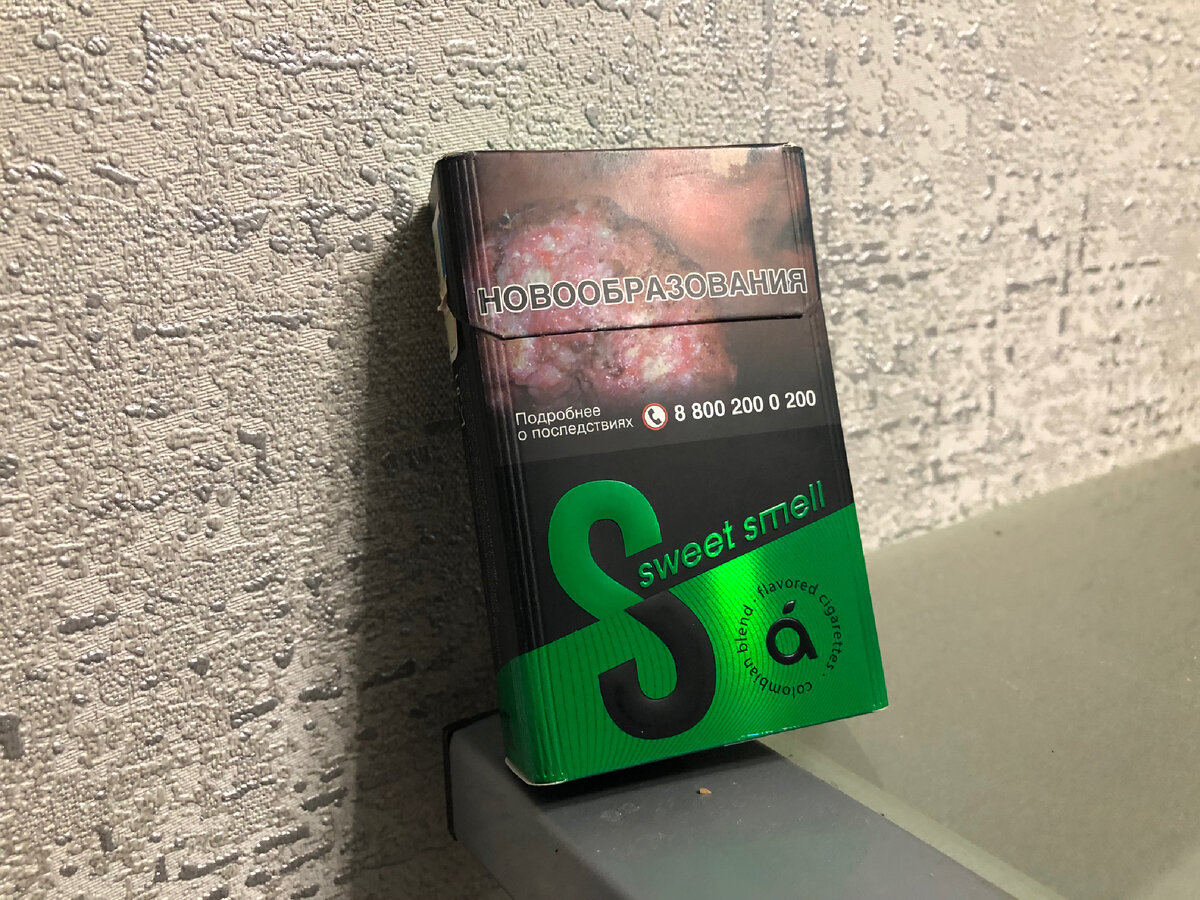 НОВООБРАЗОВАНИЯ
Подробнее
о последствиях
8 800 200 0 200
S
sweet smell
colombian blend · flavored cigarettes ·
á